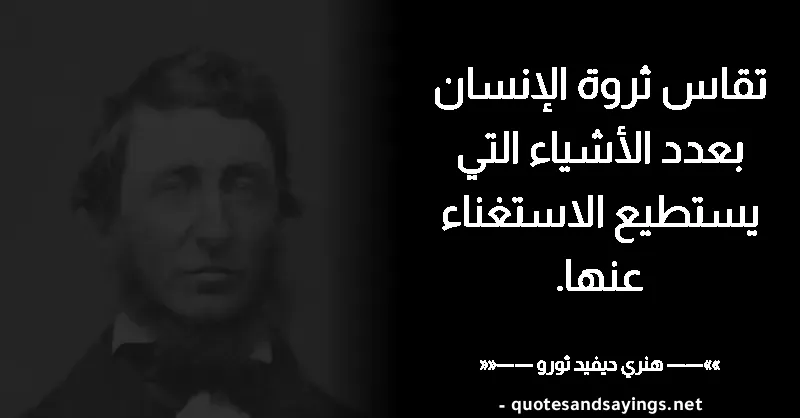 تقاس ثروة الإنسان
بعدد الأشياء التي
يستطيع الاستغناء
عنها.
»»—— هنري ديفيد ثورو ——««
- quotesandsayings.net